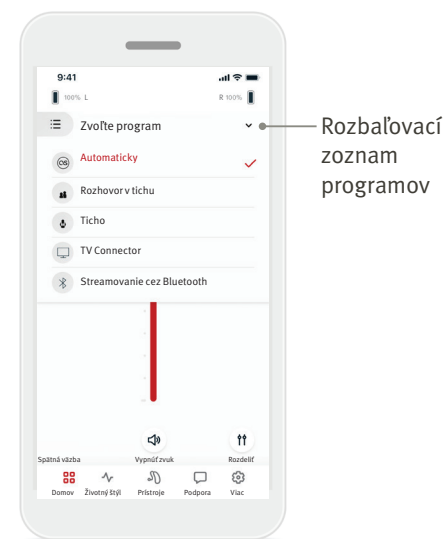 9:41
100% L
R 100%
Zvoľte program
Automaticky
Rozhovor v tichu
Ticho
TV Connector
Streamovanie cez Bluetooth
Rozbaľovací
zoznam
programov
Spätná väzba Vypnúť zvuk Rozdeliť
Domov Životný štýl Prístroje Podpora Viac